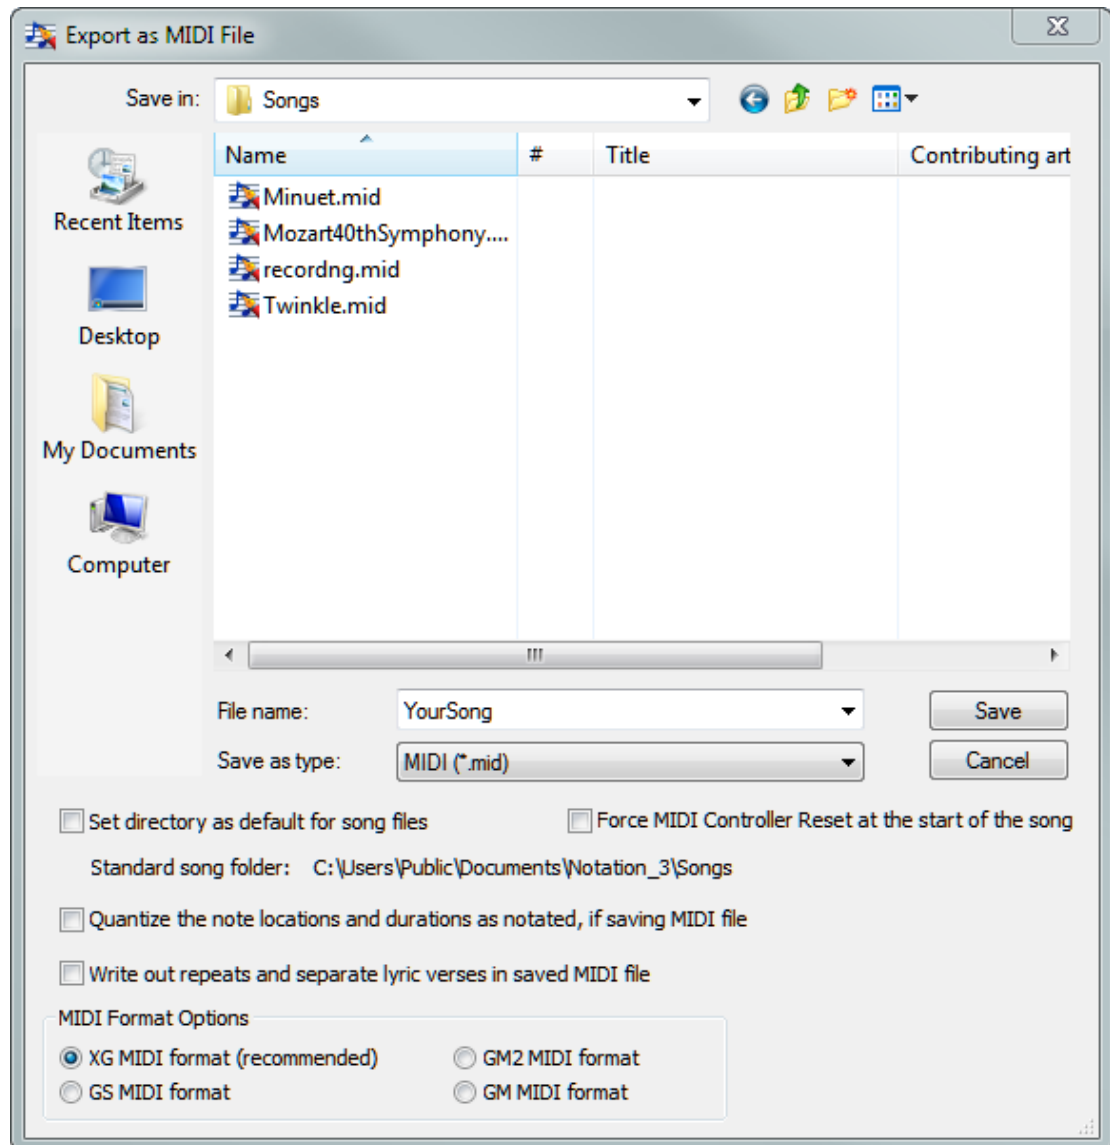 Export as MIDI File
Save in: Songs
Name # Title Contributing art
Minuet.mid
Mozart40thSymphony....
recordng.mid
Twinkle.mid
Recent Items
Desktop
My Documents
Computer
File name: YourSong Save
Save as type: MIDI (*.mid) Cancel
Set directory as default for song files Force MIDI Controller Reset at the start of the song
Standard song folder: C:\Users\Public\Documents\Notation_3\Songs
Quantize the note locations and durations as notated, if saving MIDI file
Write out repeats and separate lyric verses in saved MIDI file
MIDI Format Options
XG MIDI format (recommended) GM2 MIDI format
GS MIDI format GM MIDI format